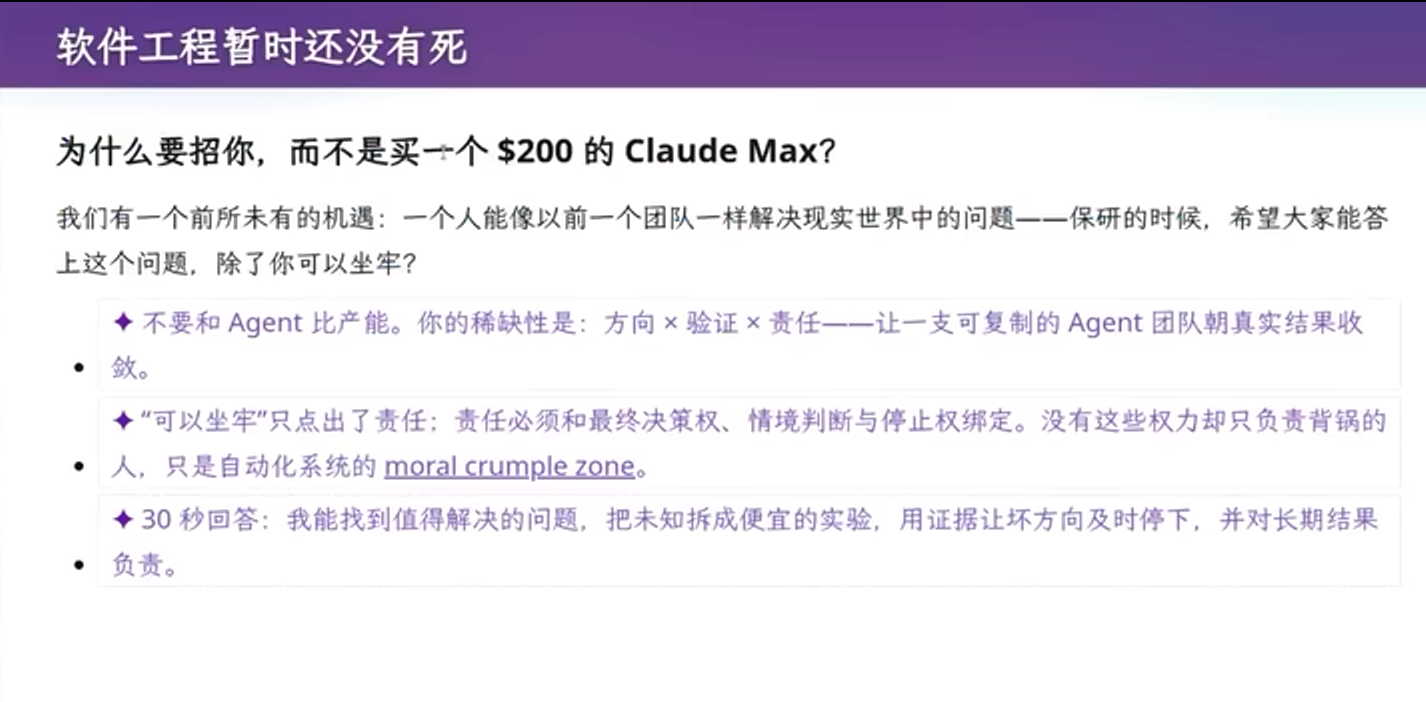 软件工程暂时还没有死
为什么要招你，而不是买一个 $200 的 Claude Max？
我们有一个前所未有的机遇：一个人能像以前一个团队一样解决现实世界中的问题——保研的时候，希望大家能答
上这个问题，除了你可以坐牢？
✦ 不要和 Agent 比产能。你的稀缺性是：方向 × 验证 × 责任——让一支可复制的 Agent 团队朝真实结果收
敛。
✦ “可以坐牢”只点出了责任；责任必须和最终决策权、情境判断与停止权绑定。没有这些权力却只负责背锅的
人，只是自动化系统的 moral crumple zone。
✦ 30 秒回答：我能找到值得解决的问题，把未知拆成便宜的实验，用证据让坏方向及时停下，并对长期结果
负责。